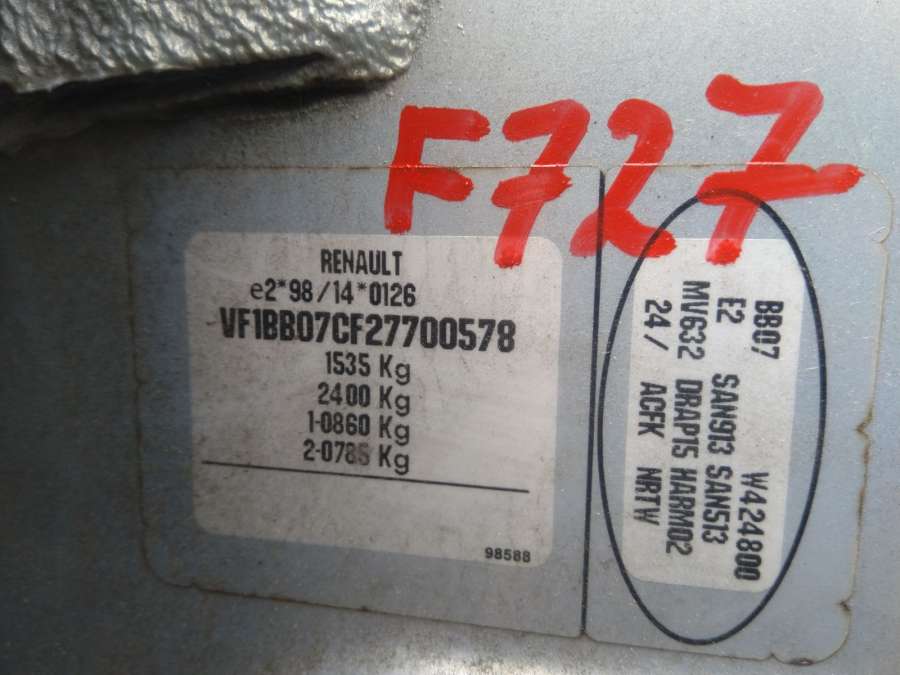 F727
RENAULT
e2*98/14*0126
VF1BB07CF27700578
1535 Kg
2400 Kg
1-0860 Kg
2-0785 Kg
98588
BB07 W424800
E2 SAN913 SAN513
MV632 DRAP15 HARM02
24/ ACFK NRTW